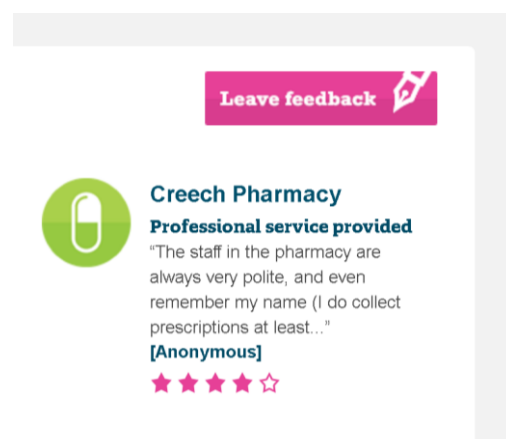 Leave feedback
Creech Pharmacy
Professional service provided
“The staff in the pharmacy are
always very polite, and even
remember my name (I do collect
prescriptions at least...”
[Anonymous]